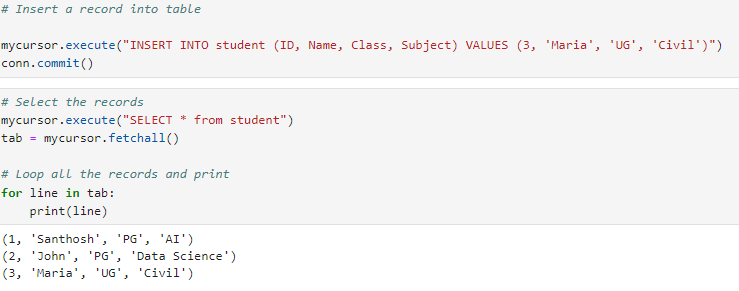 # Insert a record into table
mycursor.execute("INSERT INTO student (ID, Name, Class, Subject) VALUES (3, 'Maria', 'UG', 'Civil')")
conn.commit()
# Select the records
mycursor.execute("SELECT * from student")
tab = mycursor.fetchall()
# Loop all the records and print
for line in tab:
    print(line)
(1, 'Santhosh', 'PG', 'AI')
(2, 'John', 'PG', 'Data Science')
(3, 'Maria', 'UG', 'Civil')